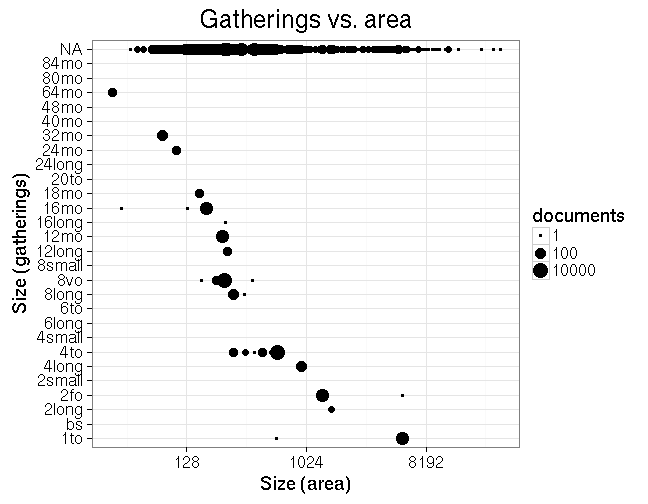 Gatherings vs. area
NA
84mo
80mo
64mo
48mo
40mo
32mo
24mo
24long
20to
18mo
16mo
16long
12mo
12long
8small
8vo
8long
6to
6long
4small
4to
4long
2small
2fo
2long
bs
1to
Size (gatherings)
128
1024
8192
Size (area)
documents
1
100
10000